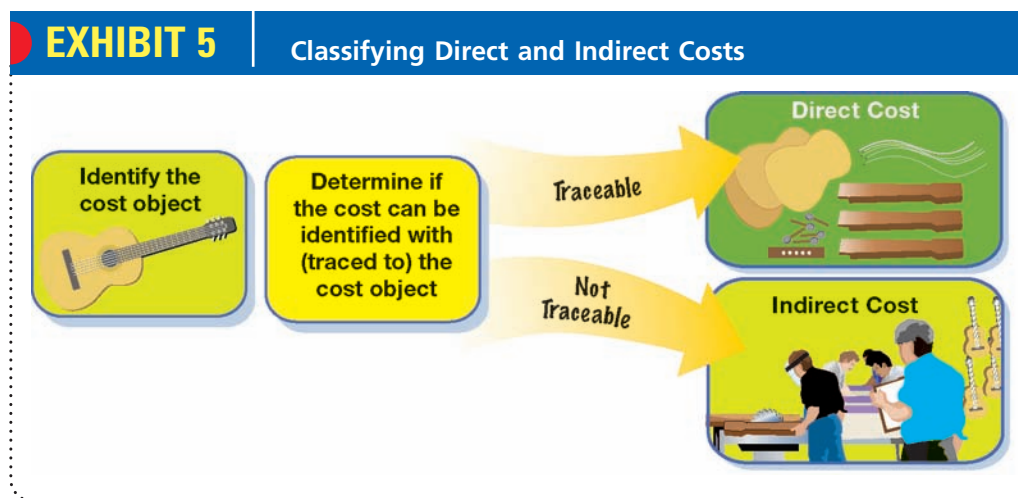 EXHIBIT 5
Classifying Direct and Indirect Costs
Identify the
cost object
Determine if
the cost can be
identified with
(traced to) the
cost object
Traceable
Not
Traceable
Direct Cost
Indirect Cost